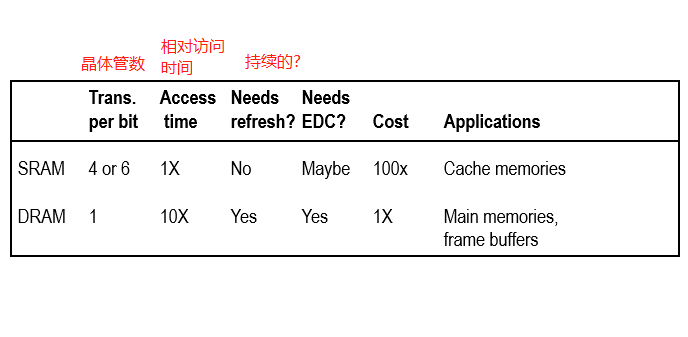 晶体管数
相对访问
时间
持续的?
Trans. Access Needs Needs
per bit time refresh? EDC? Cost Applications
SRAM 4 or 6 1X No Maybe 100x Cache memories
DRAM 1 10X Yes Yes 1X Main memories,
frame buffers